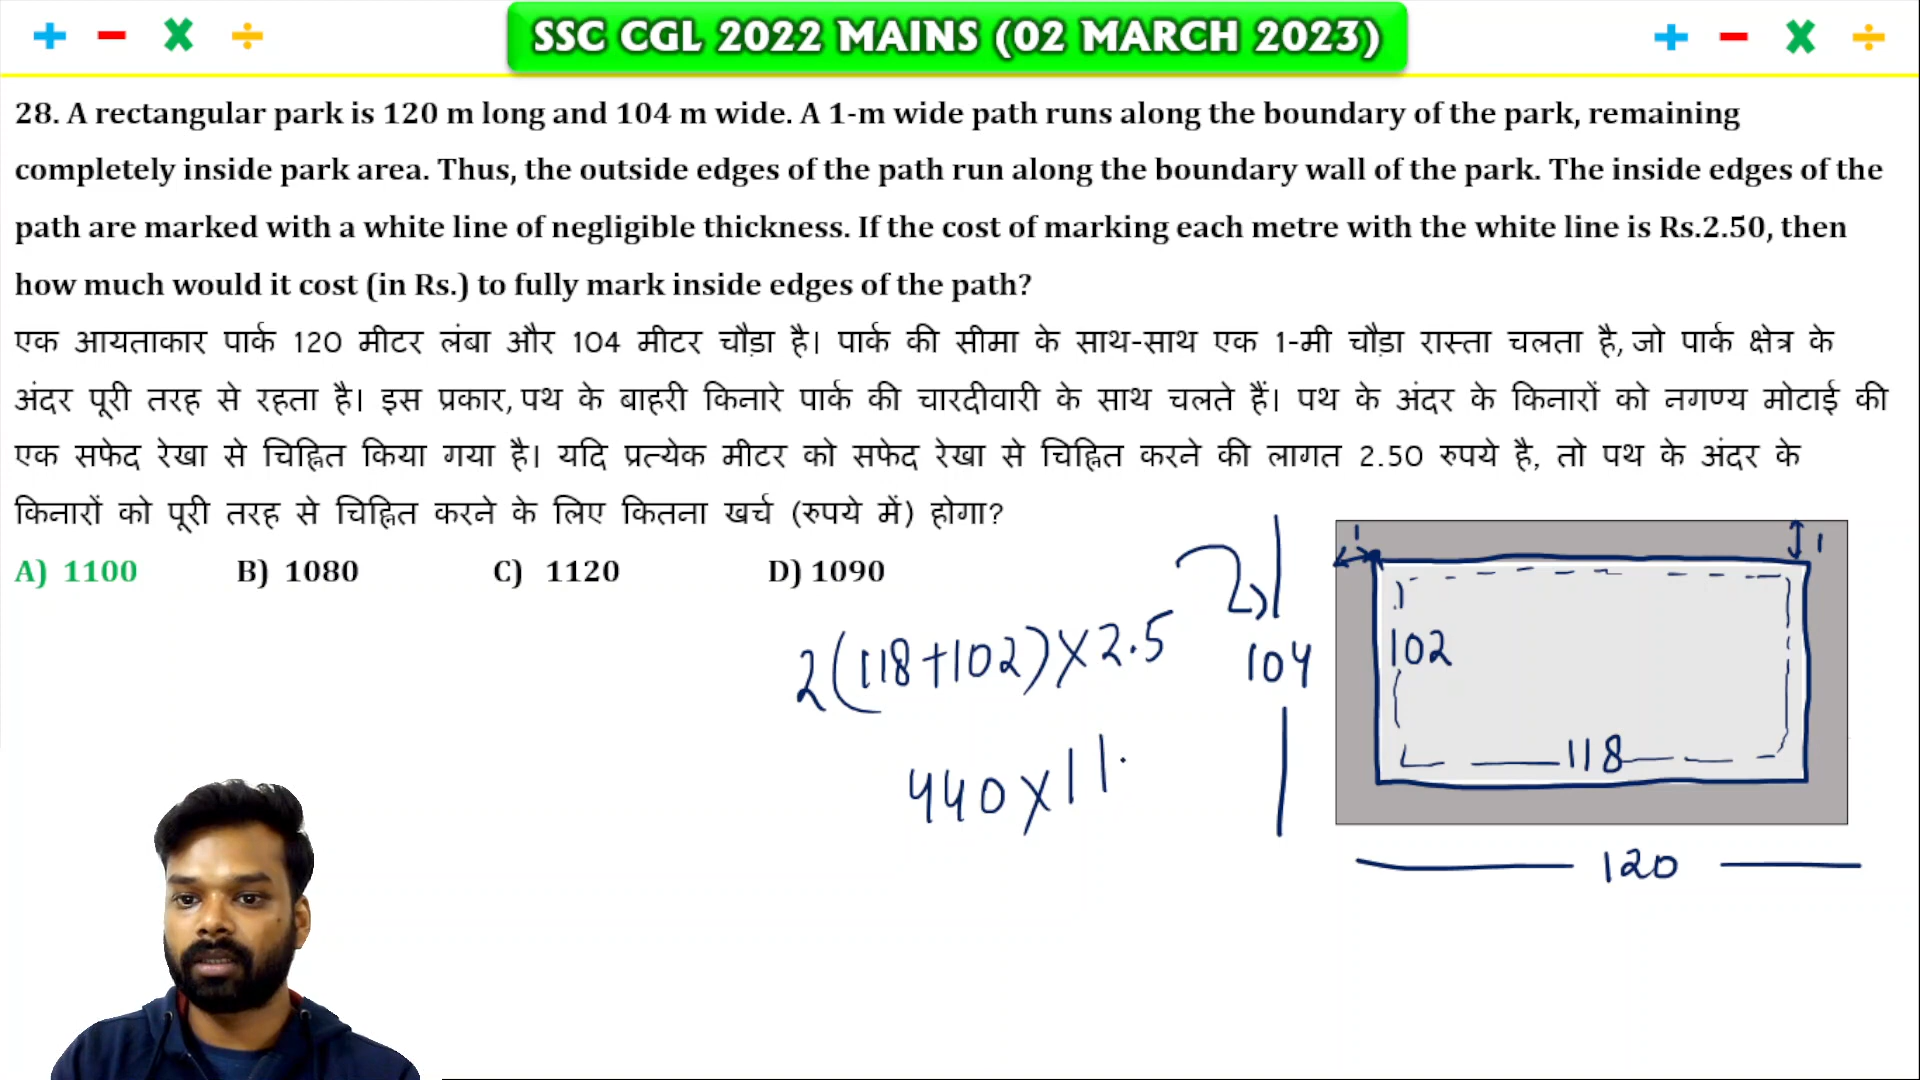 + - × ÷ SSC CGL 2022 MAINS (02 MARCH 2023) + - × ÷
28. A rectangular park is 120 m long and 104 m wide. A 1-m wide path runs along the boundary of the park, remaining
completely inside park area. Thus, the outside edges of the path run along the boundary wall of the park. The inside edges of the
path are marked with a white line of negligible thickness. If the cost of marking each metre with the white line is Rs.2.50, then
how much would it cost (in Rs.) to fully mark inside edges of the path?
एक आयताकार पार्क 120 मीटर लंबा और 104 मीटर चौड़ा है। पार्क की सीमा के साथ-साथ एक 1-मी चौड़ा रास्ता चलता है, जो पार्क क्षेत्र के
अंदर पूरी तरह से रहता है। इस प्रकार, पथ के बाहरी किनारे पार्क की चारदीवारी के साथ चलते हैं। पथ के अंदर के किनारों को नगण्य मोटाई की
एक सफेद रेखा से चिह्नित किया गया है। यदि प्रत्येक मीटर को सफेद रेखा से चिह्नित करने की लागत 2.50 रुपये है, तो पथ के अंदर के
किनारों को पूरी तरह से चिह्नित करने के लिए कितना खर्च (रुपये में) होगा?
A) 1100 B) 1080 C) 1120 D) 1090
1 1
2(118+102)×2.5
104
102
118
440×11.
120